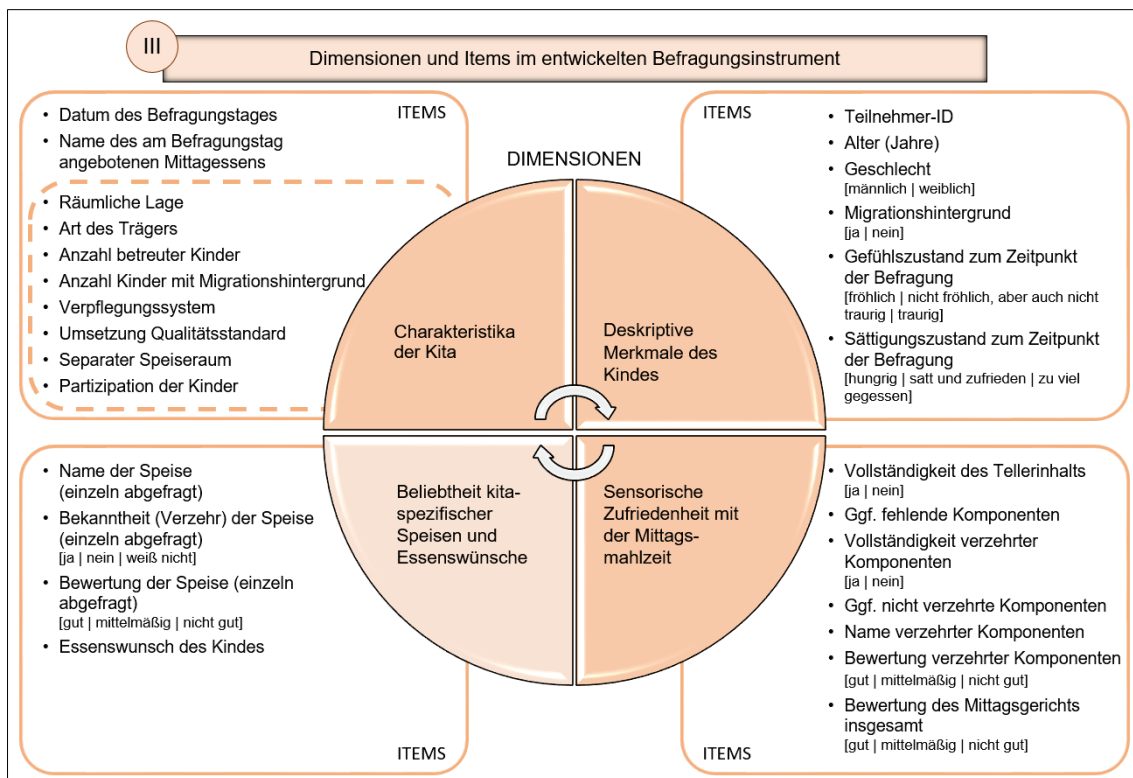 III
Dimensionen und Items im entwickelten Befragungsinstrument
ITEMS
• Datum des Befragungstages
• Name des am Befragungstag
angebotenen Mittagessens
• Räumliche Lage
• Art des Trägers
• Anzahl betreuter Kinder
• Anzahl Kinder mit Migrationshintergrund
• Verpflegungssystem
• Umsetzung Qualitätsstandard
• Separater Speiseraum
• Partizipation der Kinder
DIMENSIONEN
Charakteristika
der Kita
Deskriptive
Merkmale des
Kindes
ITEMS
• Teilnehmer-ID
• Alter (Jahre)
• Geschlecht
[männlich | weiblich]
• Migrationshintergrund
[ja | nein]
• Gefühlszustand zum Zeitpunkt
der Befragung
[fröhlich | nicht fröhlich, aber auch nicht
traurig | traurig]
• Sättigungszustand zum Zeitpunkt
der Befragung
[hungrig | satt und zufrieden | zu viel
gegessen]
• Name der Speise
(einzeln abgefragt)
• Bekanntheit (Verzehr) der Speise
(einzeln abgefragt)
[ja | nein | weiß nicht]
• Bewertung der Speise (einzeln
abgefragt)
[gut | mittelmäßig | nicht gut]
• Essenswunsch des Kindes
ITEMS
Beliebtheit kita-
spezifischer
Speisen und
Essenswünsche
Sensorische
Zufriedenheit mit
der Mittags-
mahlzeit
• Vollständigkeit des Tellerinhalts
[ja | nein]
• Ggf. fehlende Komponenten
• Vollständigkeit verzehrter
Komponenten
[ja | nein]
• Ggf. nicht verzehrte Komponenten
• Name verzehrter Komponenten
• Bewertung verzehrter Komponenten
[gut | mittelmäßig | nicht gut]
• Bewertung des Mittagsgerichts
insgesamt
[gut | mittelmäßig | nicht gut]
ITEMS